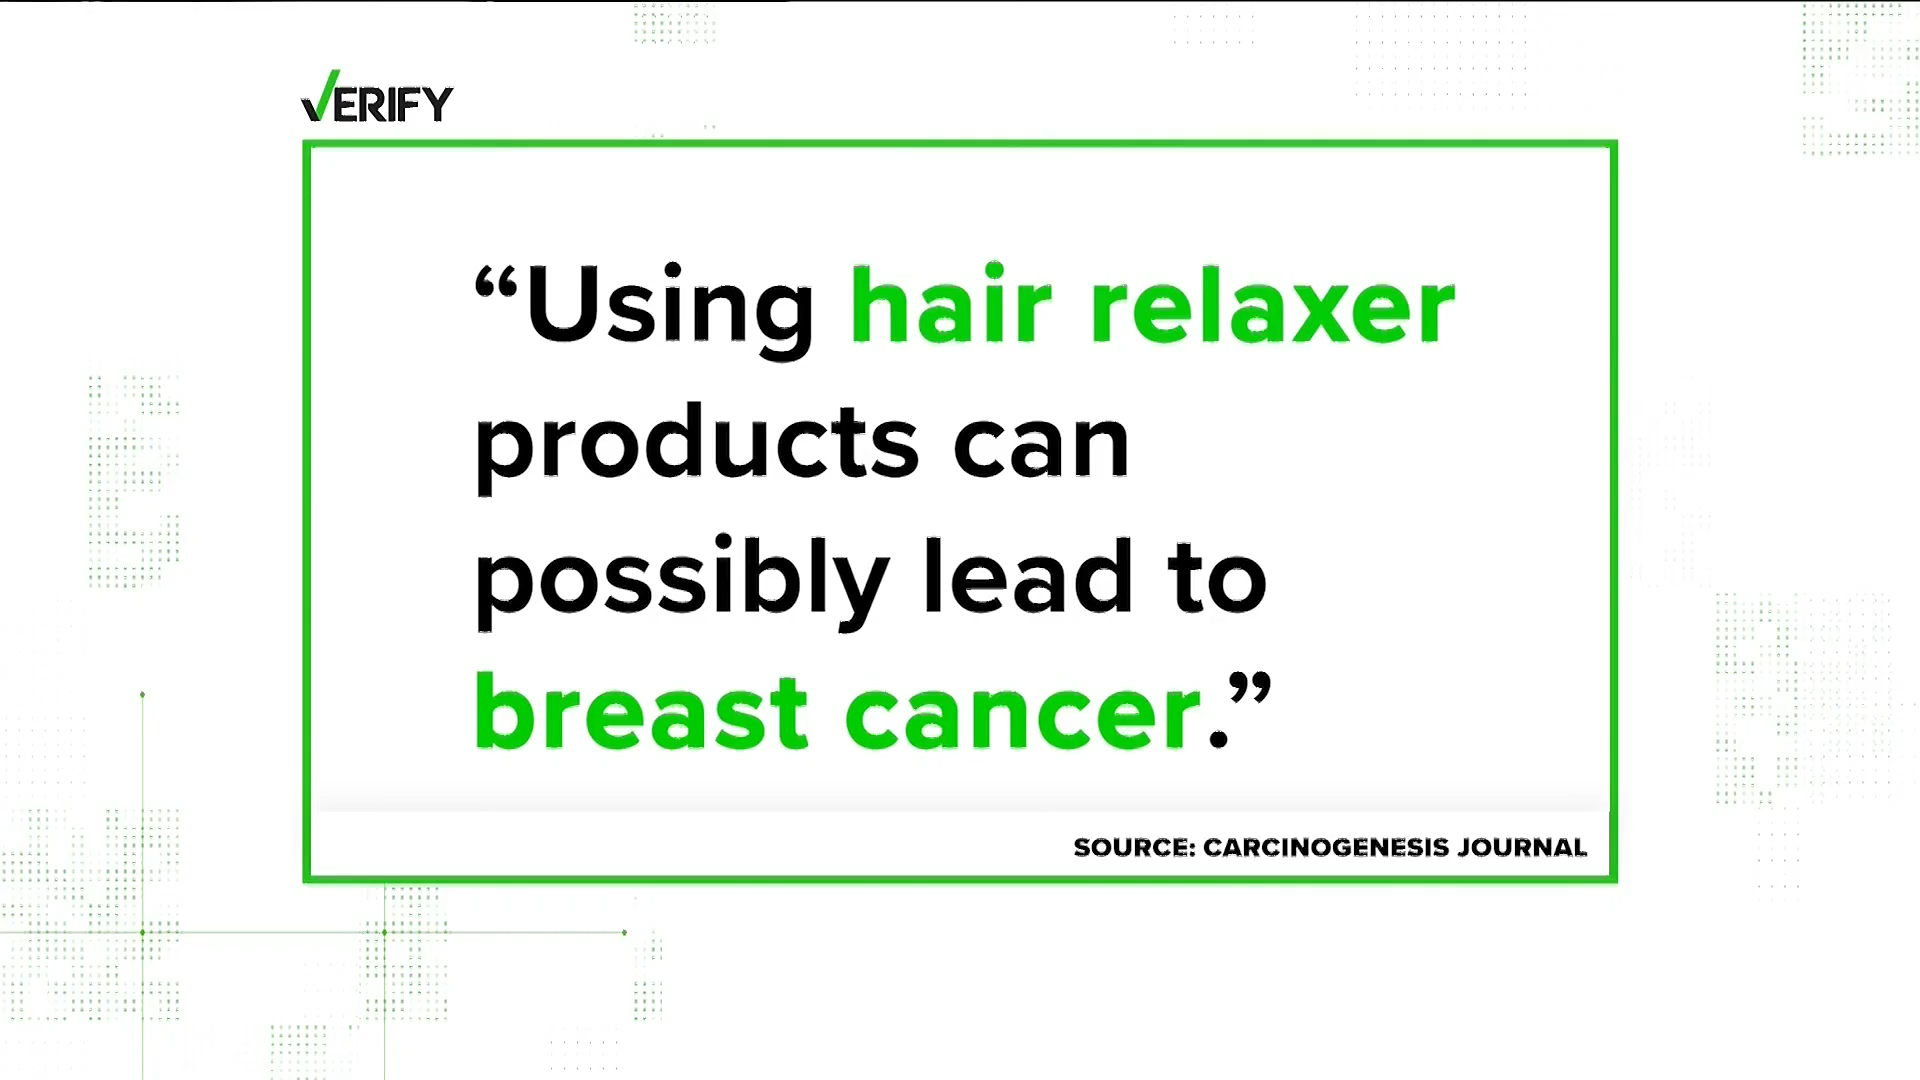 VERIFY
“Using hair relaxer
products can
possibly lead to
breast cancer.”
SOURCE: CARCINOGENESIS JOURNAL